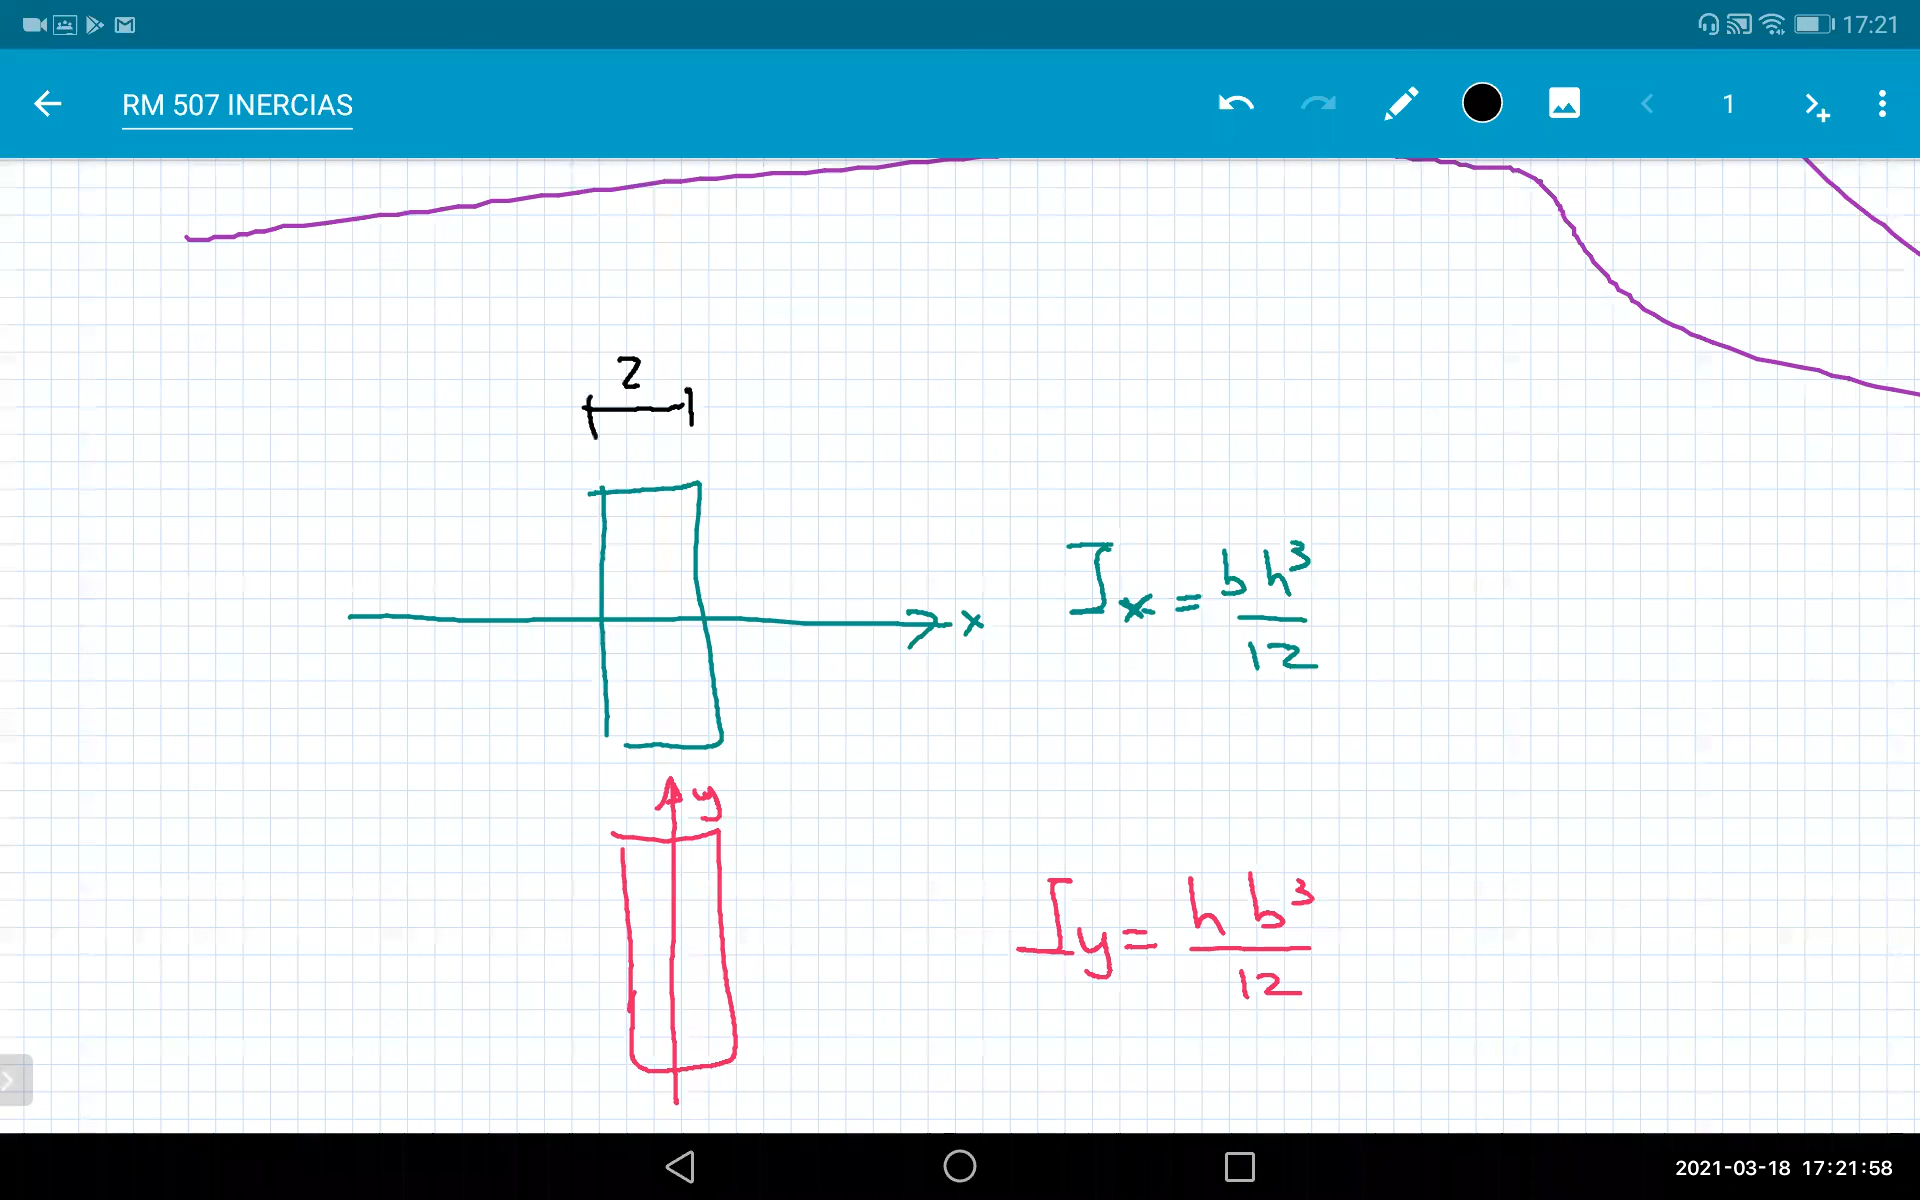 17:21
RM 507 INERCIAS
1
2
x
Ix = bh³/12
y
Iy = hb³/12
2021-03-18 17:21:58